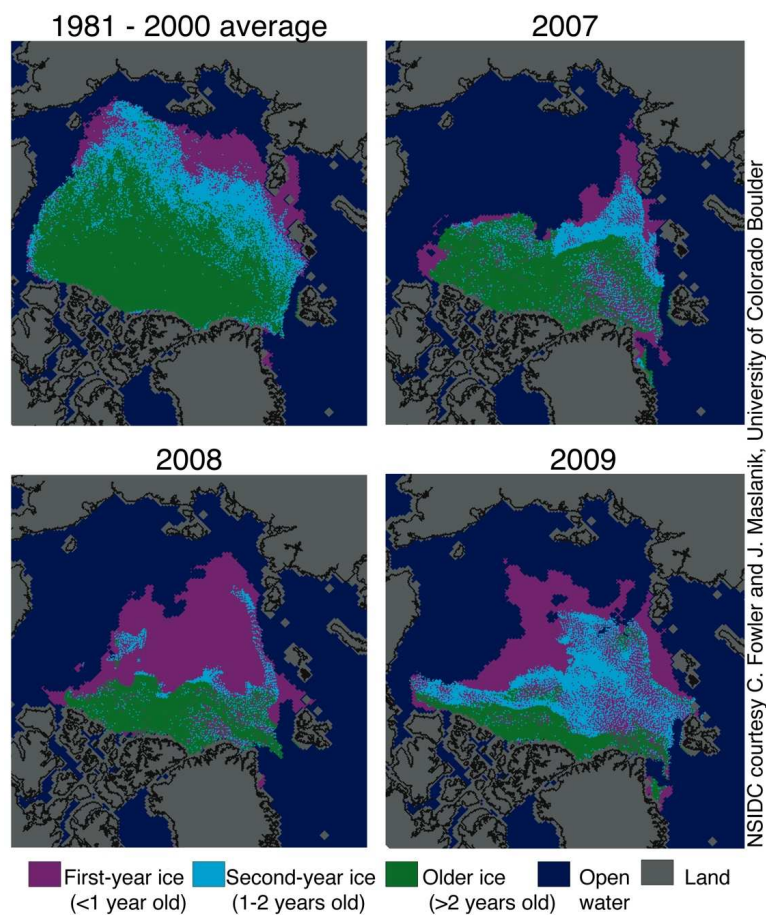 1981 - 2000 average
2007
2008
2009
NSIDC courtesy C. Fowler and J. Maslanik, University of Colorado Boulder
First-year ice
(<1 year old)
Second-year ice
(1-2 years old)
Older ice
(>2 years old)
Open
water
Land